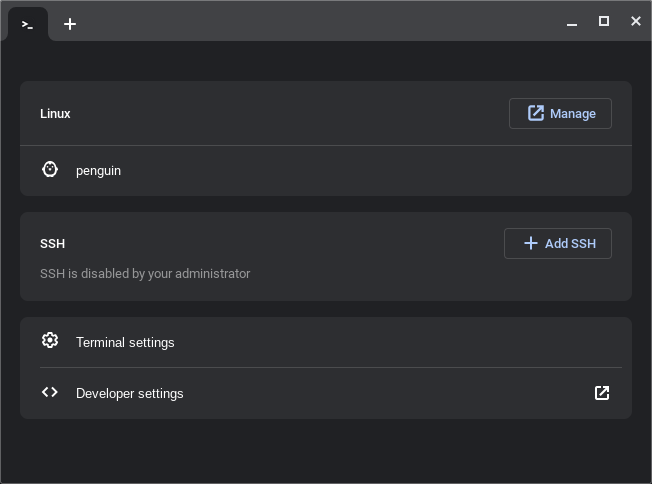 Linux
Manage
penguin
SSH
Add SSH
SSH is disabled by your administrator
Terminal settings
Developer settings